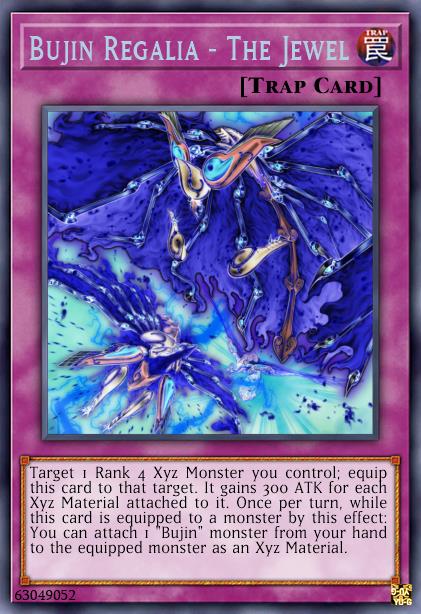 Bujin Regalia - The Jewel
TRAP
罠
[Trap Card]
Target 1 Rank 4 Xyz Monster you control; equip
this card to that target. It gains 300 ATK for each
Xyz Material attached to it. Once per turn, while
this card is equipped to a monster by this effect:
You can attach 1 "Bujin" monster from your hand
to the equipped monster as an Xyz Material.
63049052